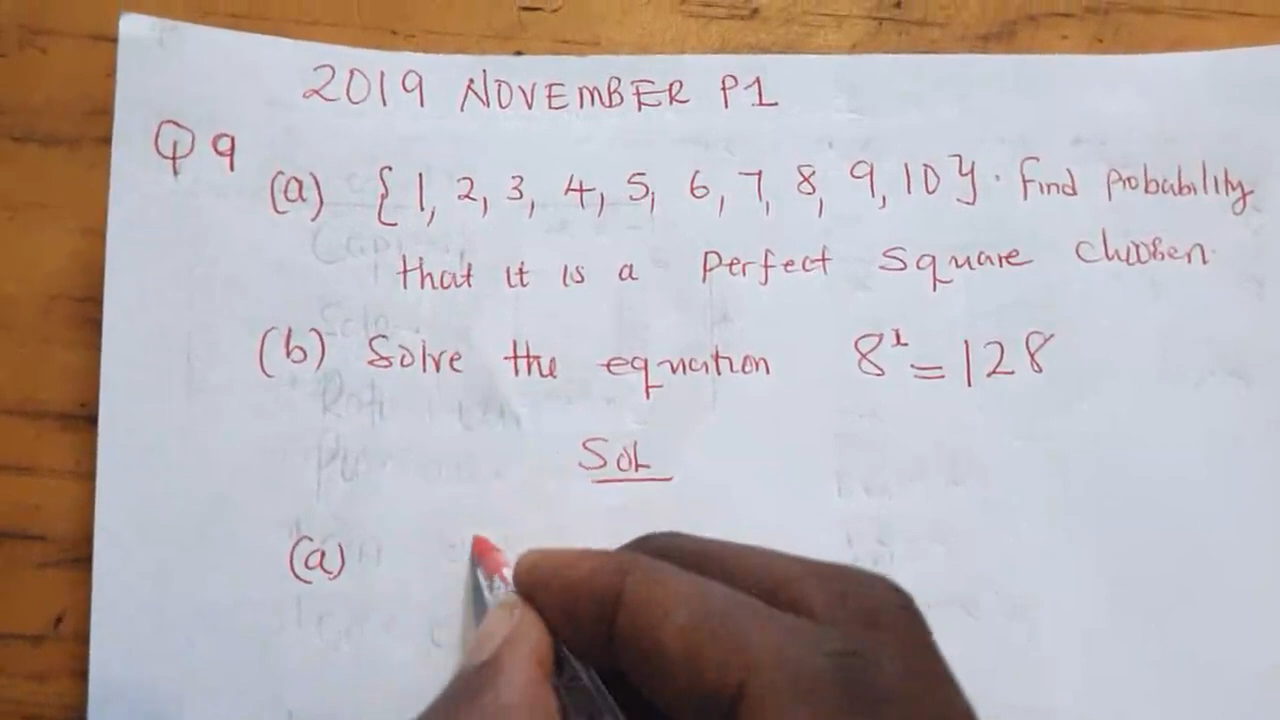 2019 NOVEMBER P1
Q9
(a) {1, 2, 3, 4, 5, 6, 7, 8, 9, 10}. Find probability
that it is a perfect square choosen.
(b) Solve the equation 8ˣ = 128
Sol
(a)